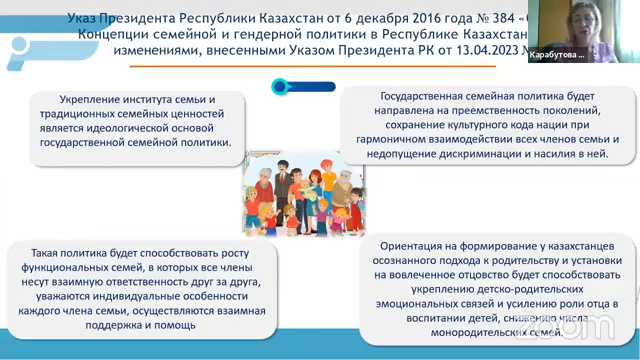 Указ Президента Республики Казахстан от 6 декабря 2016 года № 384 «О
Концепции семейной и гендерной политики в Республике Казахстан
изменениями, внесенными Указом Президента РК от 13.04.2023 №
Карабутова ...
Укрепление института семьи и
традиционных семейных ценностей
является идеологической основой
государственной семейной политики.
Государственная семейная политика будет
направлена на преемственность поколений,
сохранение культурного кода нации при
гармоничном взаимодействии всех членов семьи и
недопущение дискриминации и насилия в ней.
Такая политика будет способствовать росту
функциональных семей, в которых все члены
несут взаимную ответственность друг за друга,
уважаются индивидуальные особенности
каждого члена семьи, осуществляются взаимная
поддержка и помощь
Ориентация на формирование у казахстанцев
осознанного подхода к родительству и установки
на вовлеченное отцовство будет способствовать
укреплению детско-родительских
эмоциональных связей и усилению роли отца в
воспитании детей, снижению числа
монородительских семей.
zoom